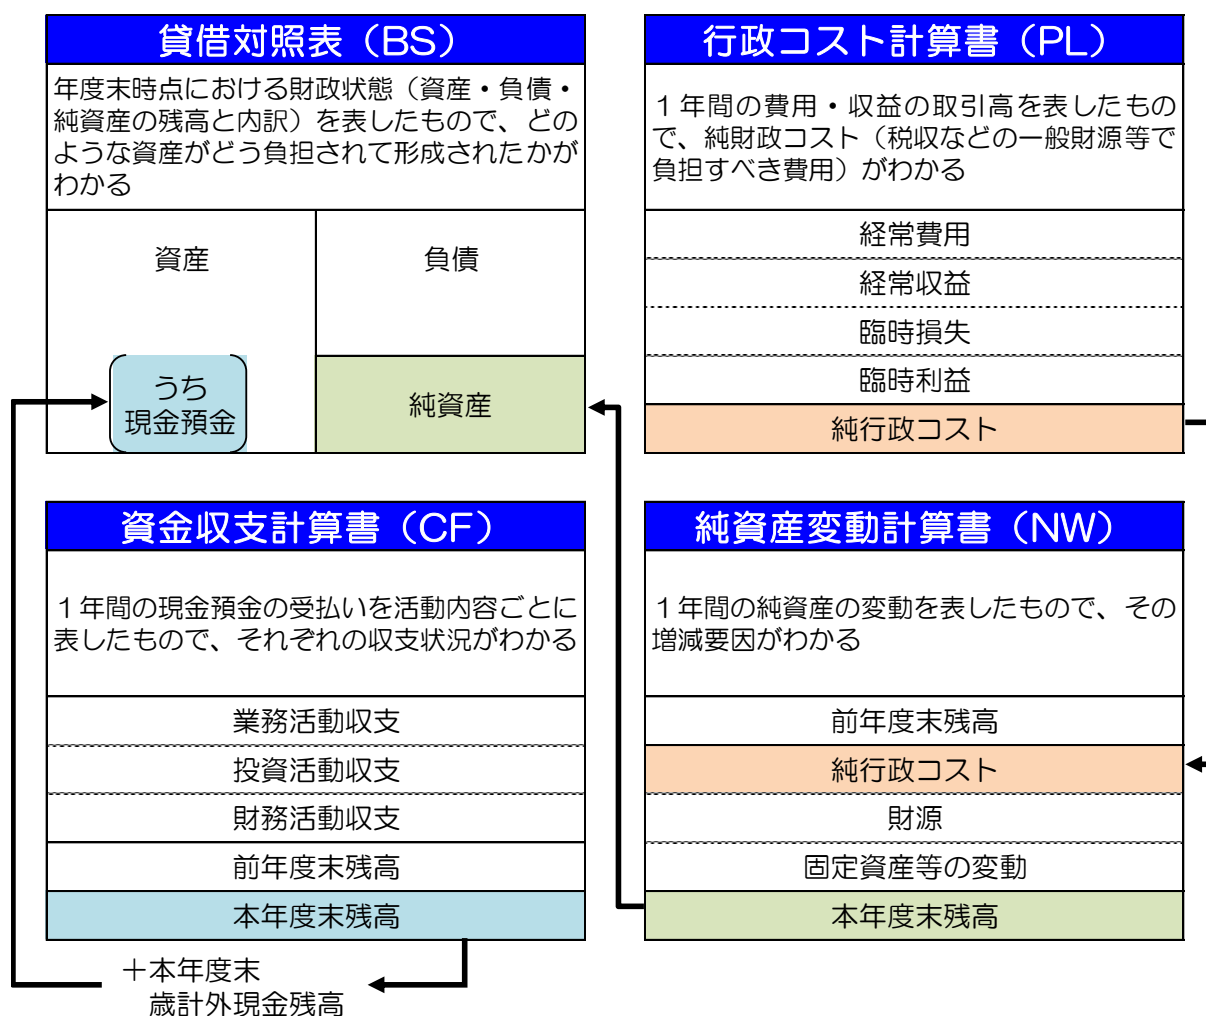 貸借対照表（BS）
年度末時点における財政状態（資産・負債・
純資産の残高と内訳）を表したもので、どの
ような資産がどう負担されて形成されたかが
わかる
資産
負債
うち
現金預金
純資産
行政コスト計算書（PL）
１年間の費用・収益の取引高を表したもの
で、純財政コスト（税収などの一般財源等で
負担すべき費用）がわかる
経常費用
経常収益
臨時損失
臨時利益
純行政コスト
資金収支計算書（CF）
１年間の現金預金の受払いを活動内容ごとに
表したもので、それぞれの収支状況がわかる
業務活動収支
投資活動収支
財務活動収支
前年度末残高
本年度末残高
＋本年度末
歳計外現金残高
純資産変動計算書（NW）
１年間の純資産の変動を表したもので、その
増減要因がわかる
前年度末残高
純行政コスト
財源
固定資産等の変動
本年度末残高